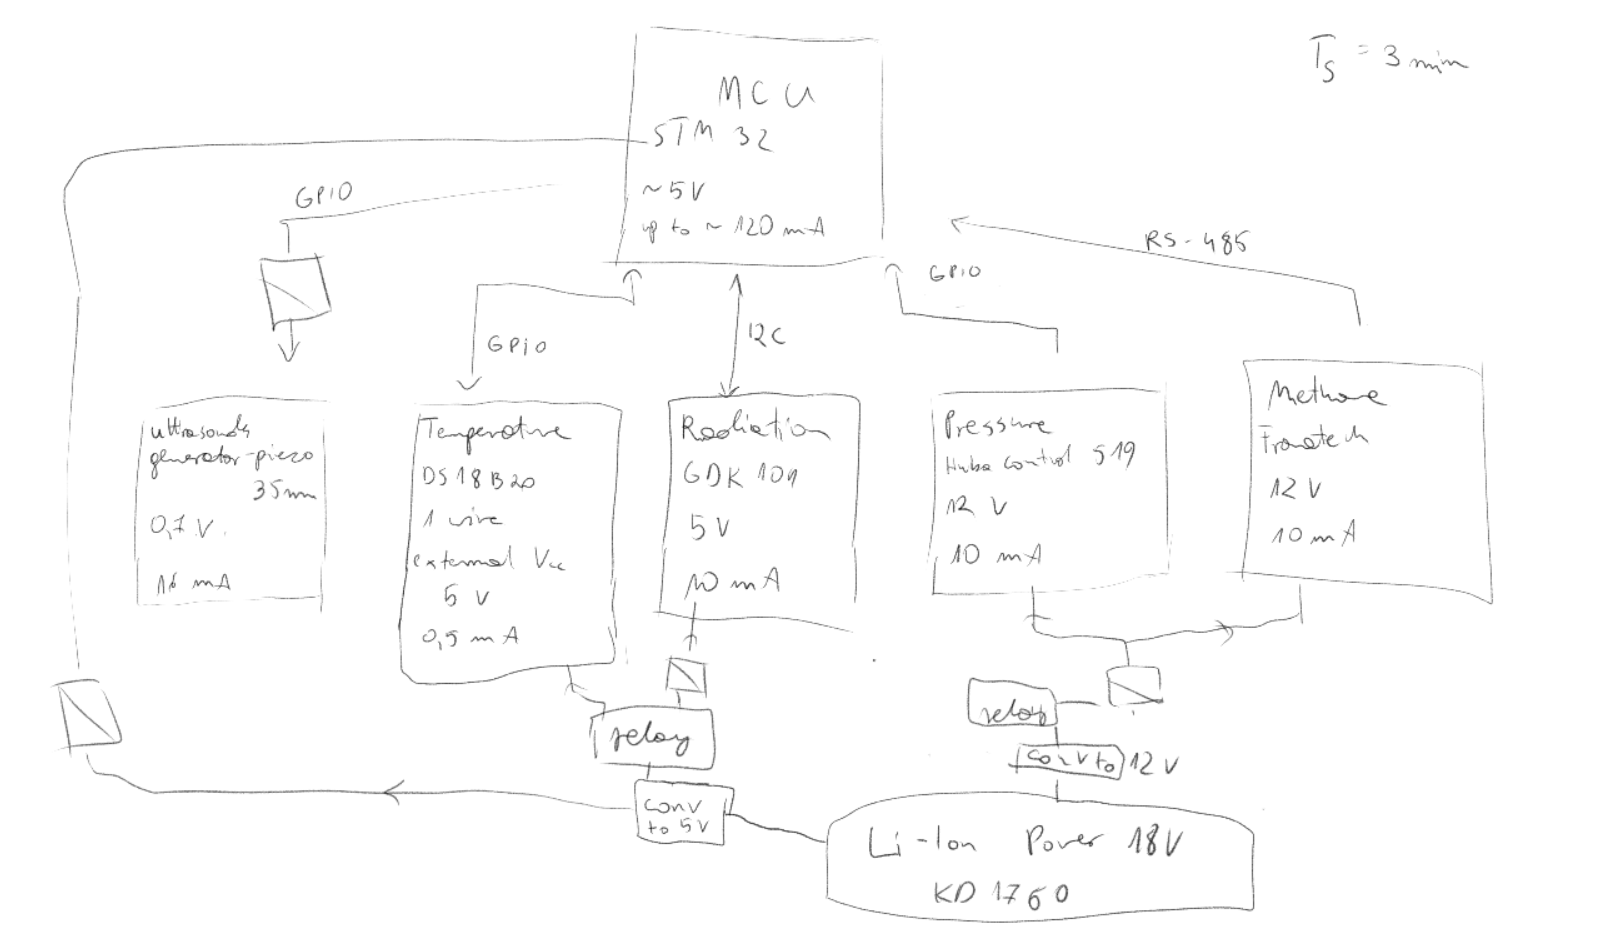 T_S = 3 min
MCU
STM 32
~5V
up to ~ 120 mA
GPIO
RS-485
GPIO
GPiO
I2C
ultrasonds
generator-piezo
35mm
0,7 V.
16 mA
Temperature
DS18B20
1 wire
external Vcc
5 V
0,5 mA
Radiation
GDK 101
5 V
10 mA
Pressure
Huba Control 519
12 V
10 mA
Methane
Franatech
12 V
10 mA
relay
conv
to 5V
relay
conv to 12 V
Li-Ion Power 18V
KD 1760